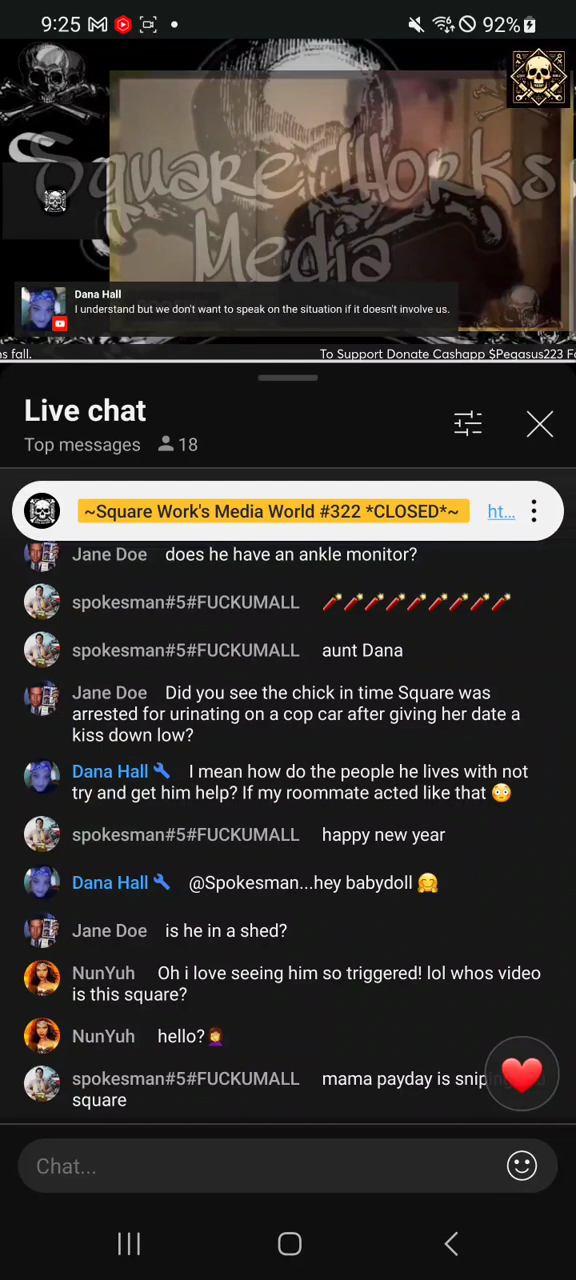 9:25
92%
Square Works
Media
Dana Hall
I understand but we don't want to speak on the situation if it doesn't involve us.
ns fall.
To Support Donate Cashapp $Pegasus223 Fo
Live chat
Top messages 18
~Square Work's Media World #322 *CLOSED*~ ht...
Jane Doe does he have an ankle monitor?
spokesman#5#FUCKUMALL 🧨🧨🧨🧨🧨🧨🧨🧨🧨
spokesman#5#FUCKUMALL aunt Dana
Jane Doe Did you see the chick in time Square was
arrested for urinating on a cop car after giving her date a
kiss down low?
Dana Hall I mean how do the people he lives with not
try and get him help? If my roommate acted like that 😳
spokesman#5#FUCKUMALL happy new year
Dana Hall @Spokesman...hey babydoll 🤗
Jane Doe is he in a shed?
NunYuh Oh i love seeing him so triggered! lol whos video
is this square?
NunYuh hello?🤦‍♀️
spokesman#5#FUCKUMALL mama payday is snip
square
Chat...